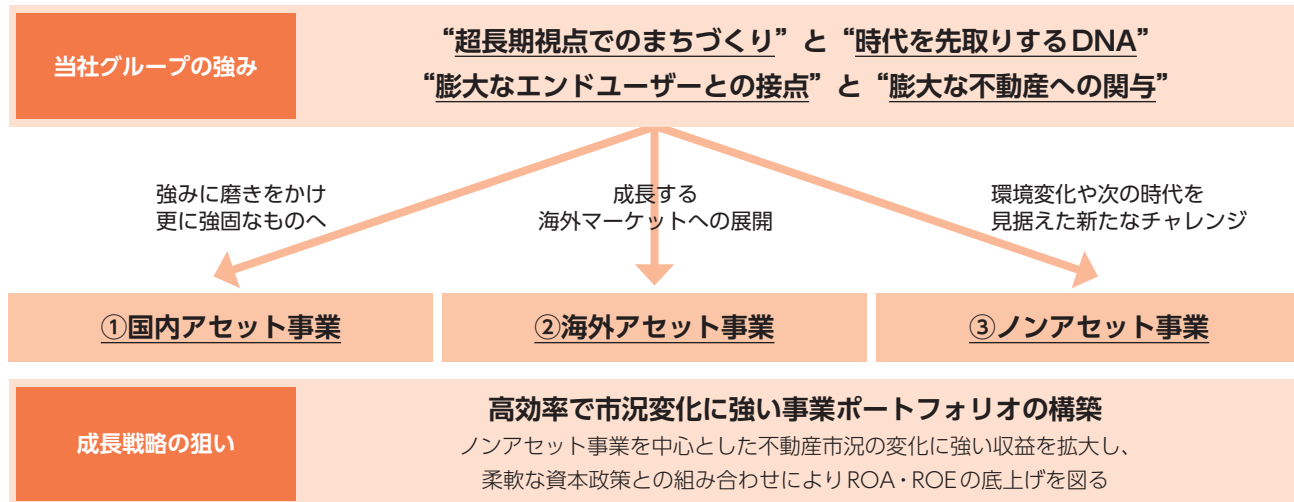 当社グループの強み
“超長期視点でのまちづくり” と “時代を先取りするDNA”
“膨大なエンドユーザーとの接点” と “膨大な不動産への関与”
強みに磨きをかけ
更に強固なものへ
成長する
海外マーケットへの展開
環境変化や次の時代を
見据えた新たなチャレンジ
①国内アセット事業
②海外アセット事業
③ノンアセット事業
成長戦略の狙い
高効率で市況変化に強い事業ポートフォリオの構築
ノンアセット事業を中心とした不動産市況の変化に強い収益を拡大し、
柔軟な資本政策との組み合わせによりROA・ROEの底上げを図る